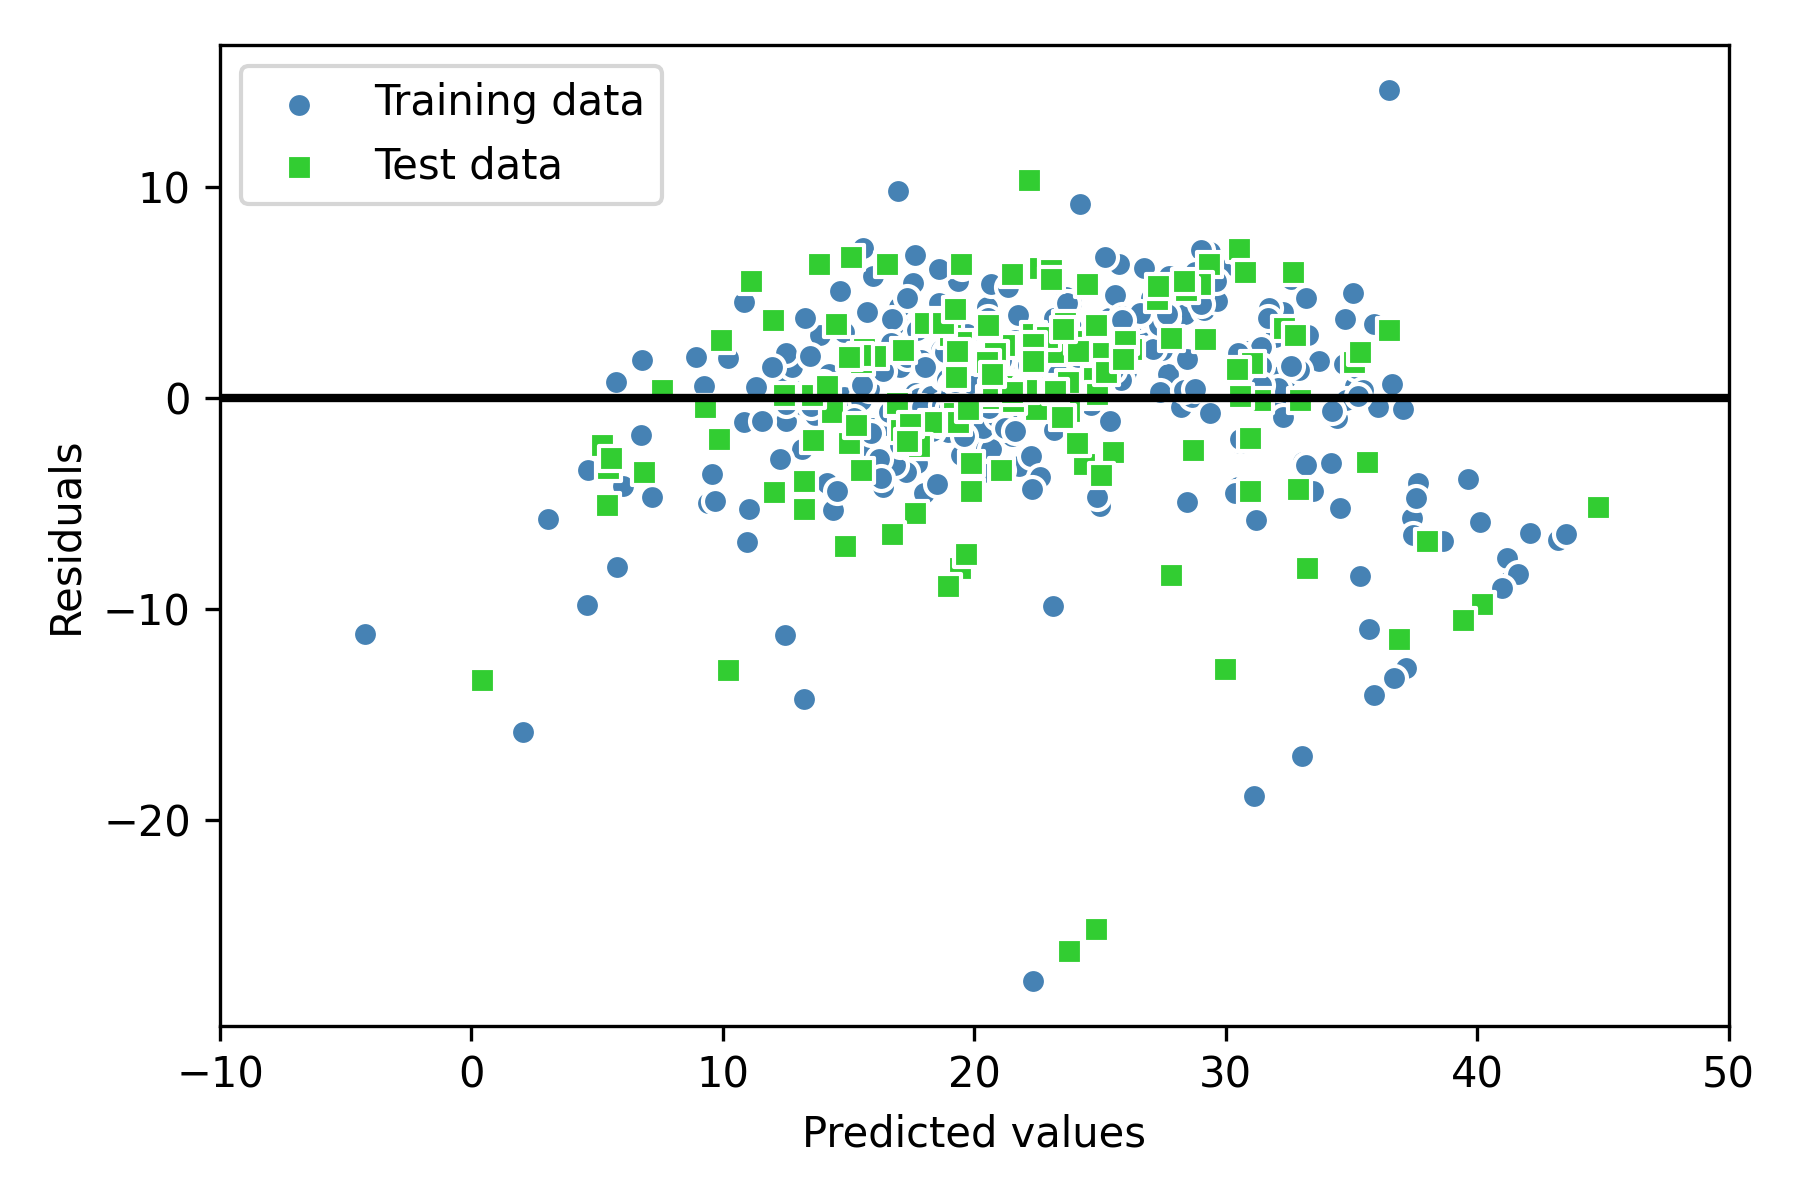 Training data
Test data
10
0
−10
−20
Residuals
−10 0 10 20 30 40 50
Predicted values